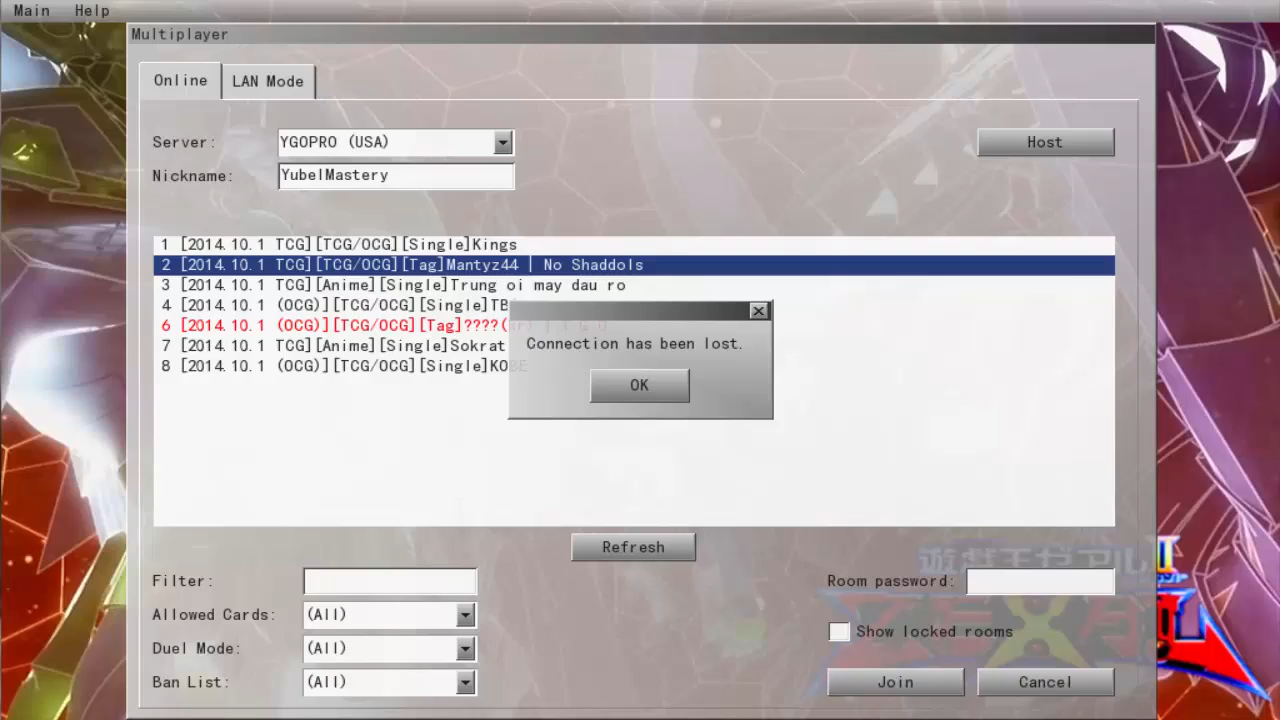 Main Help
Multiplayer
Online LAN Mode
Server: YGOPRO (USA) Host
Nickname: YubelMastery
1 [2014.10.1 TCG][TCG/OCG][Single]Kings
2 [2014.10.1 TCG][TCG/OCG][Tag]Mantyz44 | No Shaddols
3 [2014.10.1 TCG][Anime][Single]Trung oi may dau ro
4 [2014.10.1 (OCG)][TCG/OCG][Single]TB
6 [2014.10.1 (OCG)][TCG/OCG][Tag]????(
7 [2014.10.1 TCG][Anime][Single]Sokrat
8 [2014.10.1 (OCG)][TCG/OCG][Single]KOBE
Connection has been lost.
OK
Refresh
Filter: Room password:
Allowed Cards: (All) Show locked rooms
Duel Mode: (All)
Ban List: (All) Join Cancel
ZEXAL II